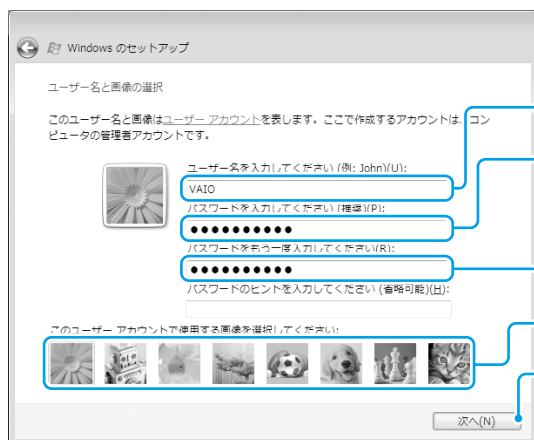 Windows のセットアップ
ユーザー名と画像の選択
このユーザー名と画像はユーザー アカウントを表します。ここで作成するアカウントは、コン
ピュータの管理者アカウントです。
ユーザー名を入力してください (例: John)(U):
VAIO
パスワードを入力してください (推奨)(P):
●●●●●●●●●●
パスワードをもう一度入力してください(R):
●●●●●●●●●●
パスワードのヒントを入力してください (省略可能)(H):
このユーザー アカウントで使用する画像を選択してください:
次へ(N)